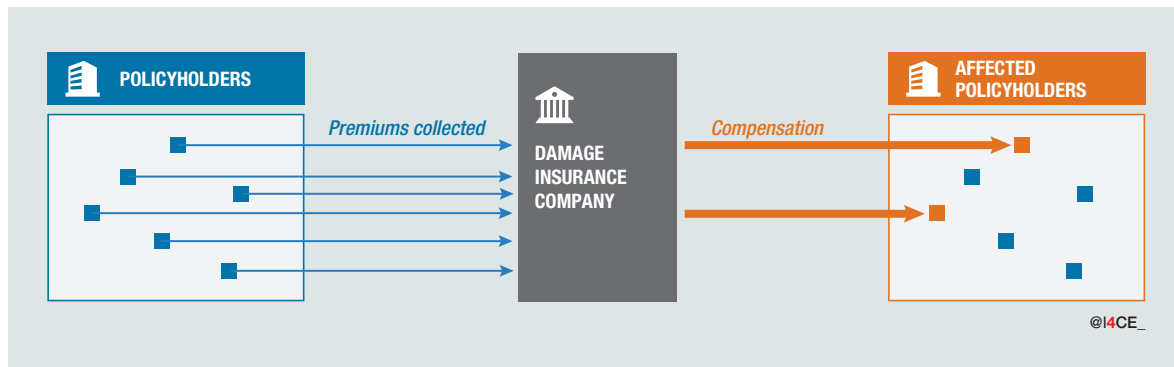 POLICYHOLDERS
Premiums collected
DAMAGE
INSURANCE
COMPANY
Compensation
AFFECTED
POLICYHOLDERS
@I4CE_